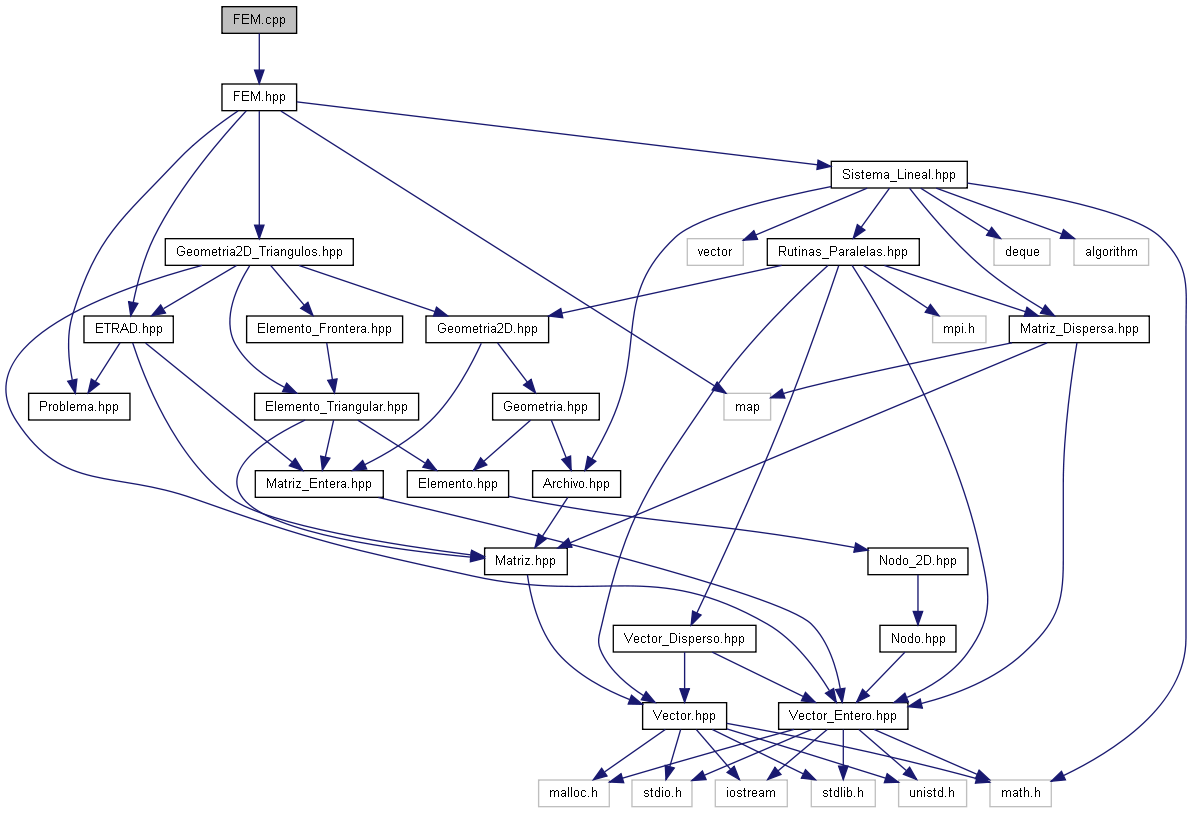 FEM.cpp
FEM.hpp
Sistema_Lineal.hpp
Geometria2D_Triangulos.hpp
vector
Rutinas_Paralelas.hpp
deque
algorithm
ETRAD.hpp
Elemento_Frontera.hpp
Geometria2D.hpp
mpi.h
Matriz_Dispersa.hpp
Problema.hpp
Elemento_Triangular.hpp
Geometria.hpp
map
Matriz_Entera.hpp
Elemento.hpp
Archivo.hpp
Matriz.hpp
Nodo_2D.hpp
Vector_Disperso.hpp
Nodo.hpp
Vector.hpp
Vector_Entero.hpp
malloc.h
stdio.h
iostream
stdlib.h
unistd.h
math.h